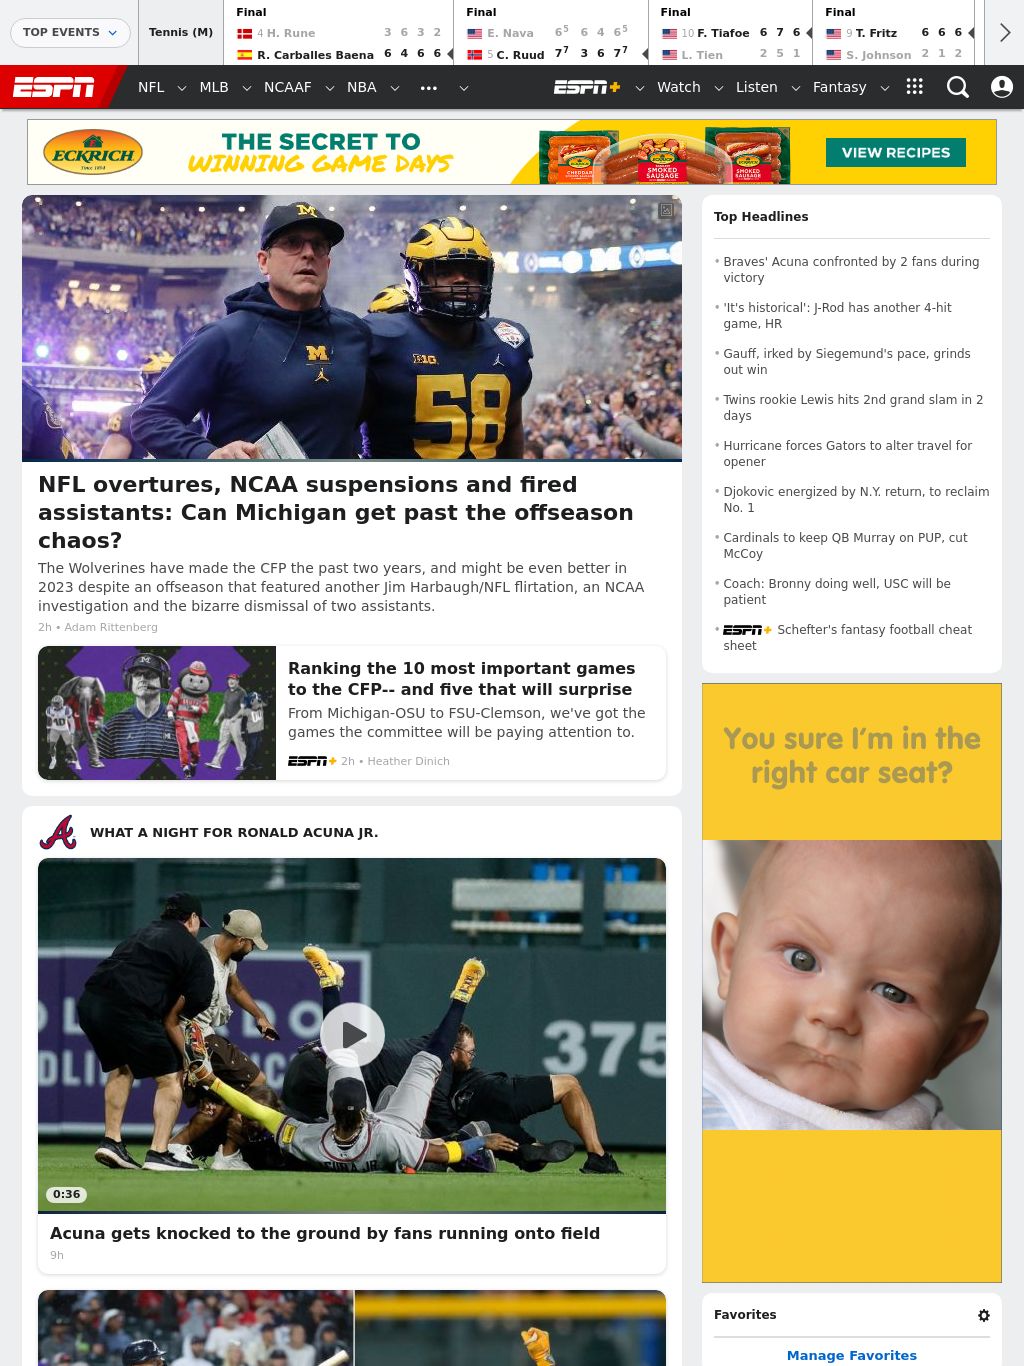 TOP EVENTS
Tennis (M)
Final
4 H. Rune 3 6 3 2
R. Carballes Baena 6 4 6 6
Final
E. Nava 6 5 6 4 6 5
5 C. Ruud 7 7 3 6 7 7
Final
10 F. Tiafoe 6 7 6
L. Tien 2 5 1
Final
9 T. Fritz 6 6 6
S. Johnson 2 1 2
ESPN NFL MLB NCAAF NBA ••• ESPN+ Watch Listen Fantasy
ECKRICH
Since 1894
THE SECRET TO
WINNING GAME DAYS
SMOKED
SAUSAGE
VIEW RECIPES
M
M
B1G
58
NFL overtures, NCAA suspensions and fired
assistants: Can Michigan get past the offseason
chaos?
The Wolverines have made the CFP the past two years, and might be even better in
2023 despite an offseason that featured another Jim Harbaugh/NFL flirtation, an NCAA
investigation and the bizarre dismissal of two assistants.
2h • Adam Rittenberg
Ranking the 10 most important games
to the CFP-- and five that will surprise
From Michigan-OSU to FSU-Clemson, we've got the
games the committee will be paying attention to.
ESPN+ 2h • Heather Dinich
A
WHAT A NIGHT FOR RONALD ACUNA JR.
375
0:36
Acuna gets knocked to the ground by fans running onto field
9h
Top Headlines
• Braves' Acuna confronted by 2 fans during
victory
• 'It's historical': J-Rod has another 4-hit
game, HR
• Gauff, irked by Siegemund's pace, grinds
out win
• Twins rookie Lewis hits 2nd grand slam in 2
days
• Hurricane forces Gators to alter travel for
opener
• Djokovic energized by N.Y. return, to reclaim
No. 1
• Cardinals to keep QB Murray on PUP, cut
McCoy
• Coach: Bronny doing well, USC will be
patient
• ESPN+ Schefter's fantasy football cheat
sheet
You sure I'm in the
right car seat?
Favorites
Manage Favorites